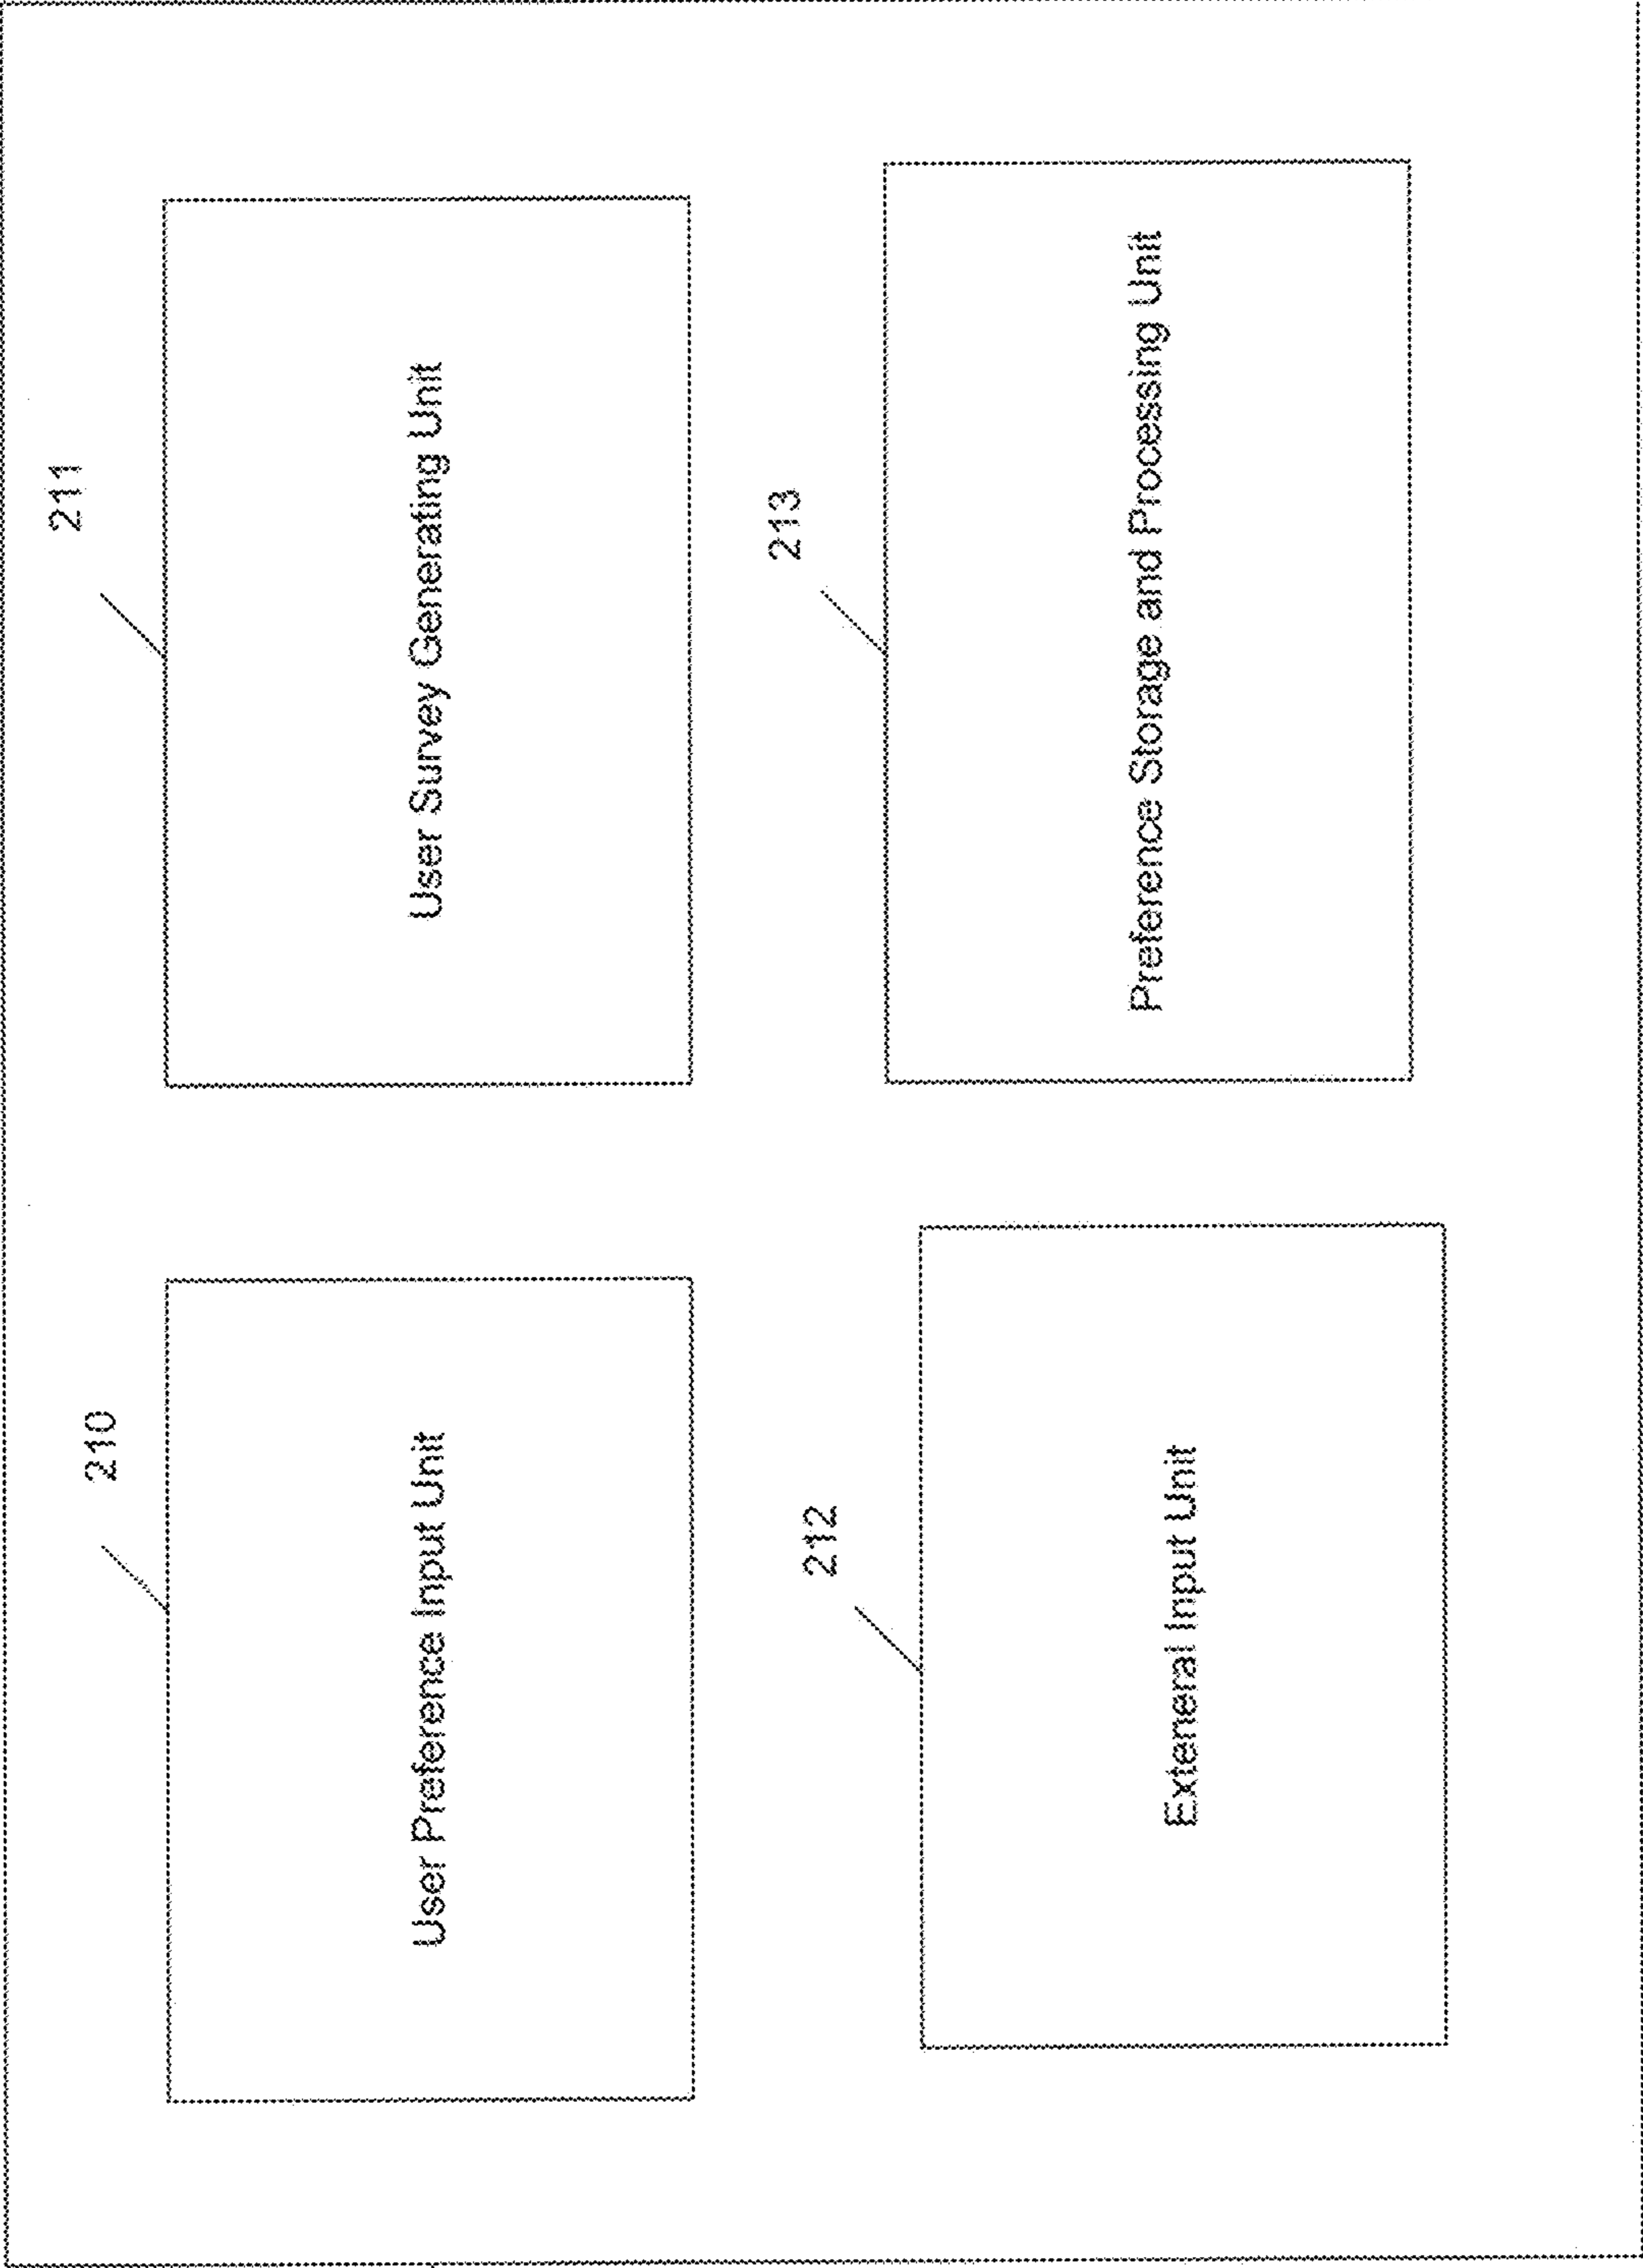 210
User Preference Input Unit
211
User Survey Generating Unit
212
Exteneral Input Unit
213
Preference Storage and Processing Unit